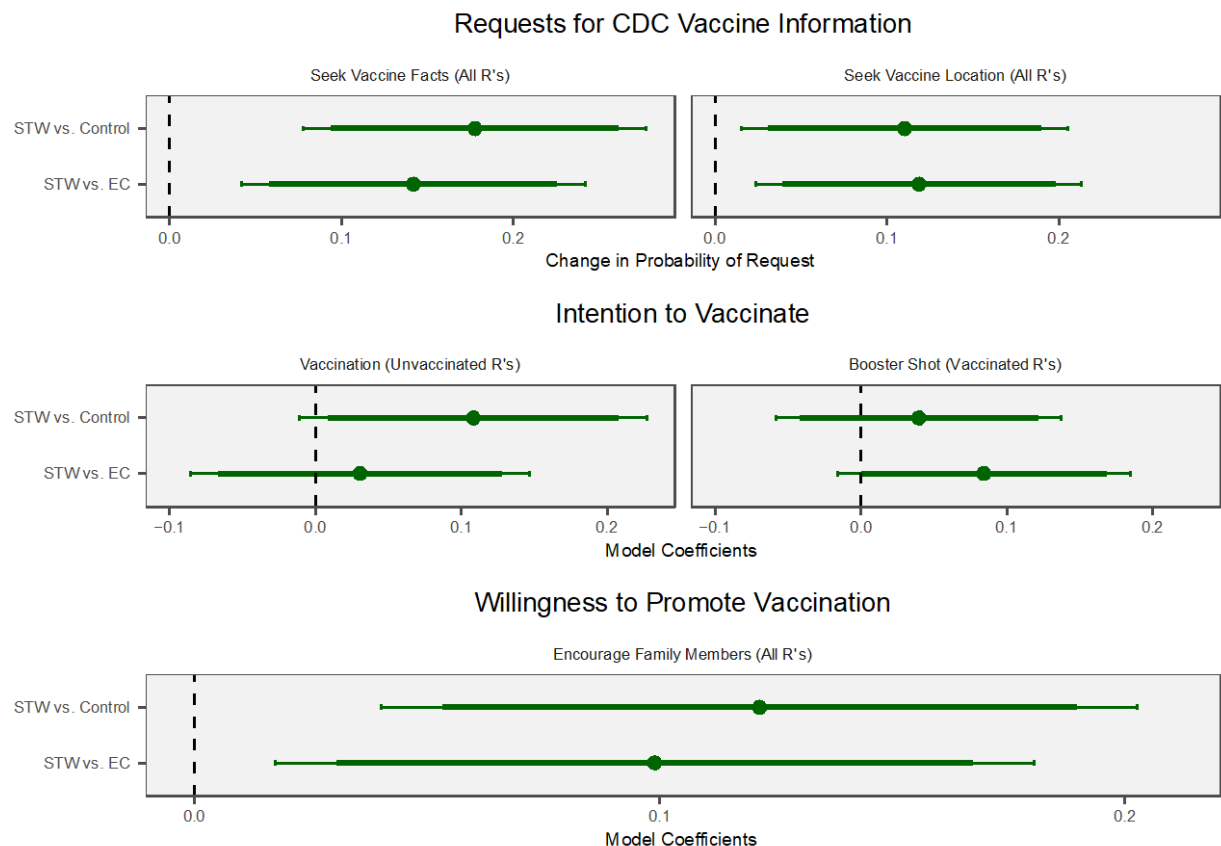 Requests for CDC Vaccine Information
Seek Vaccine Facts (All R's)
Seek Vaccine Location (All R's)
STW vs. Control
STW vs. EC
0.0 0.1 0.2
0.0 0.1 0.2
Change in Probability of Request
Intention to Vaccinate
Vaccination (Unvaccinated R's)
Booster Shot (Vaccinated R's)
STW vs. Control
STW vs. EC
−0.1 0.0 0.1 0.2
−0.1 0.0 0.1 0.2
Model Coefficients
Willingness to Promote Vaccination
Encourage Family Members (All R's)
STW vs. Control
STW vs. EC
0.0 0.1 0.2
Model Coefficients